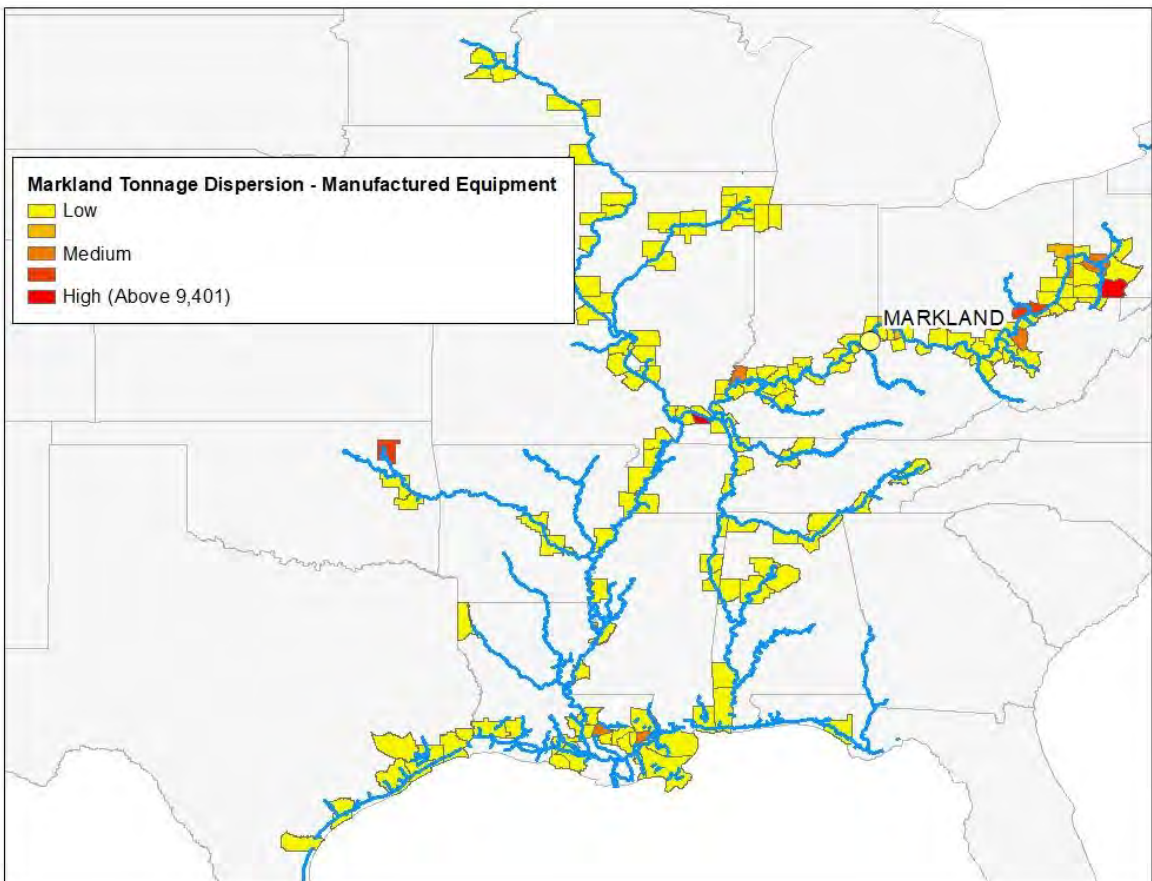 Markland Tonnage Dispersion - Manufactured Equipment
Low
Medium
High (Above 9,401)
MARKLAND